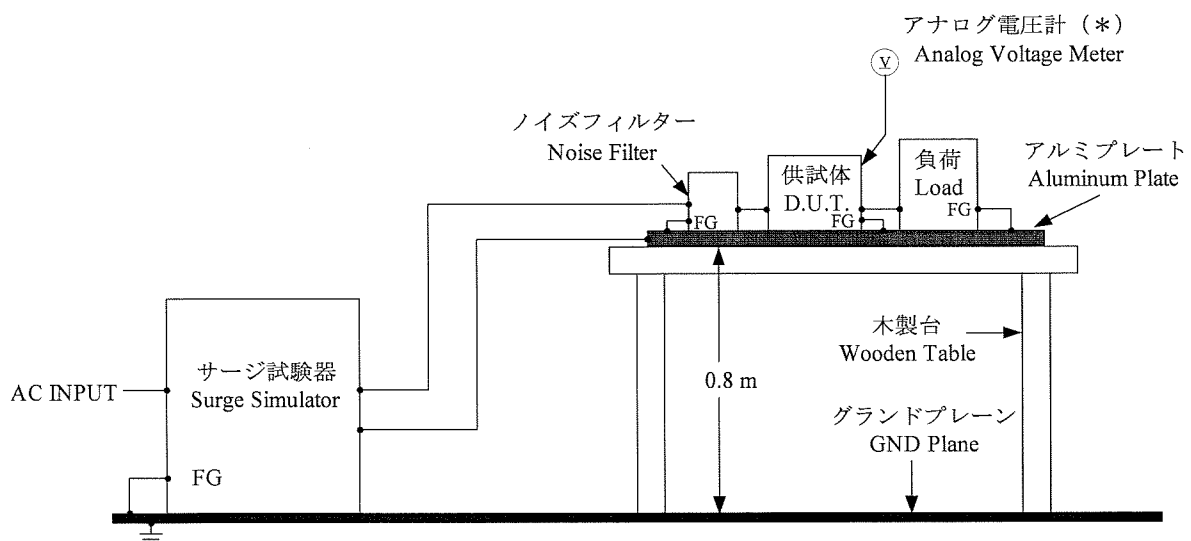 アナログ電圧計（＊）
Analog Voltage Meter
V
ノイズフィルター
Noise Filter
供試体
D.U.T.
負荷
Load
アルミプレート
Aluminum Plate
FG
FG
FG
木製台
Wooden Table
サージ試験器
Surge Simulator
AC INPUT
0.8 m
グランドプレーン
GND Plane
FG